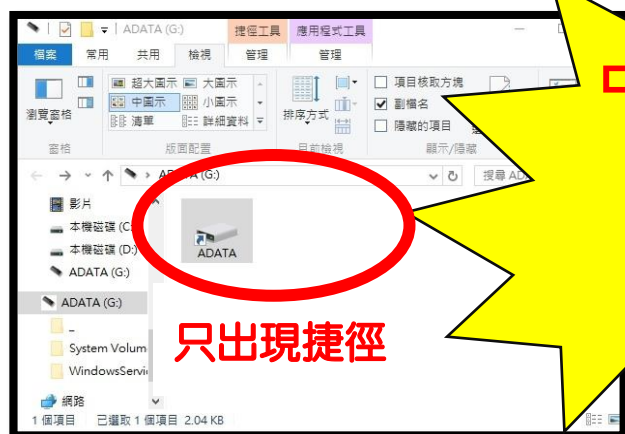 ADATA (G:) 捷徑工具 應用程式工具
檔案 常用 共用 檢視 管理 管理
超大圖示 大圖示
中圖示 小圖示
清單 詳細資料
瀏覽窗格
排序方式
項目核取方塊
副檔名
隱藏的項目
窗格 版面配置 目前檢視 顯示/隱藏
ADATA (G:) 搜尋 AD
影片
本機磁碟 (C:
本機磁碟 (D:)
ADATA (G:)
ADATA (G:)
_
System Volum
WindowsServi
網路
ADATA
只出現捷徑
1 個項目 已選取 1 個項目 2.04 KB